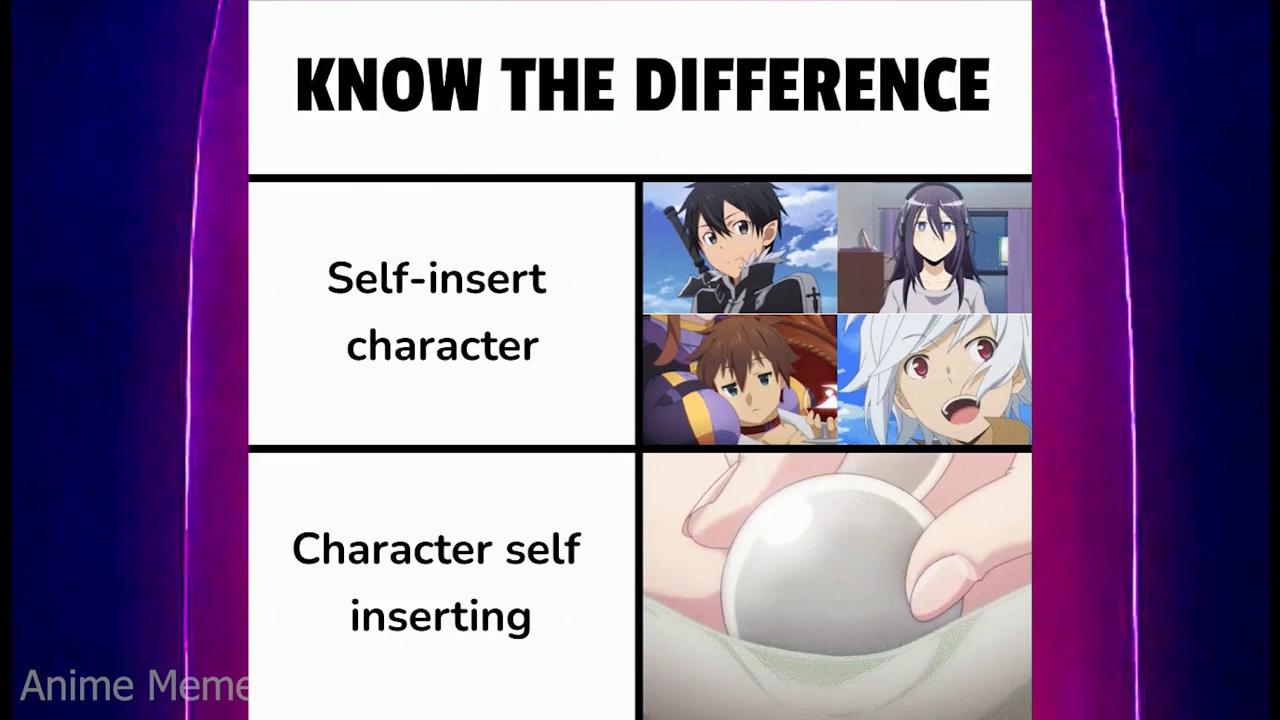 KNOW THE DIFFERENCE
Self-insert
character
Character self
inserting
Anime Meme